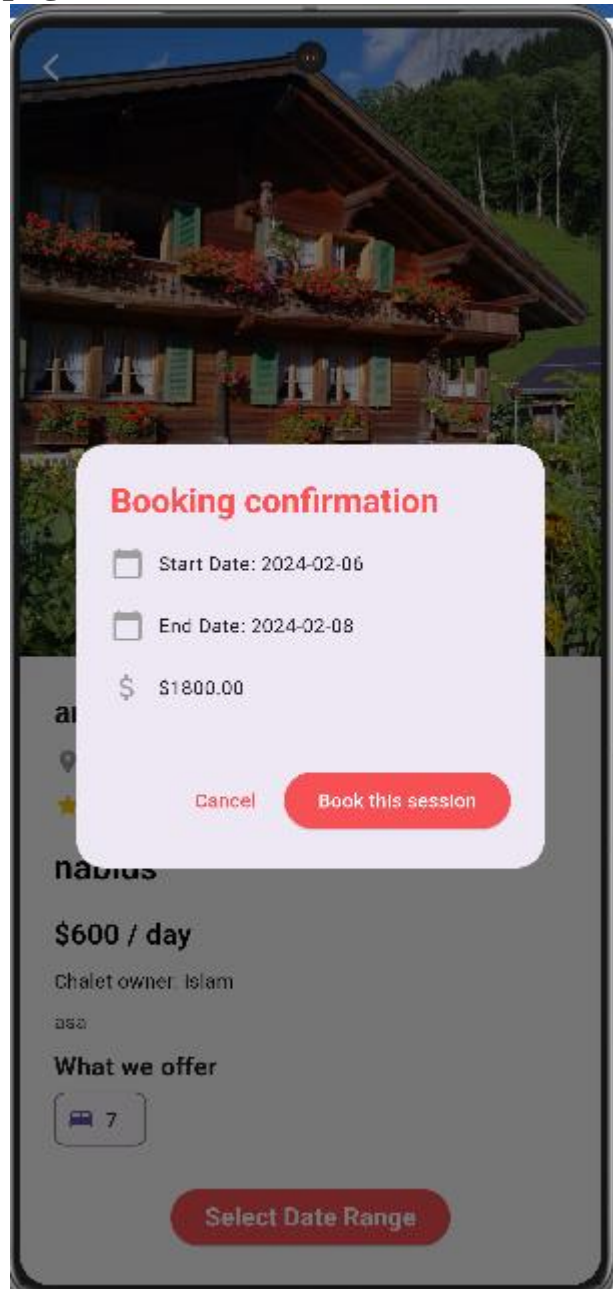 Booking confirmation
Start Date: 2024-02-06
End Date: 2024-02-08
$
$1800.00
Cancel
Book this session
$600 / day
Chalet owner: Islam
asa
What we offer
7
Select Date Range